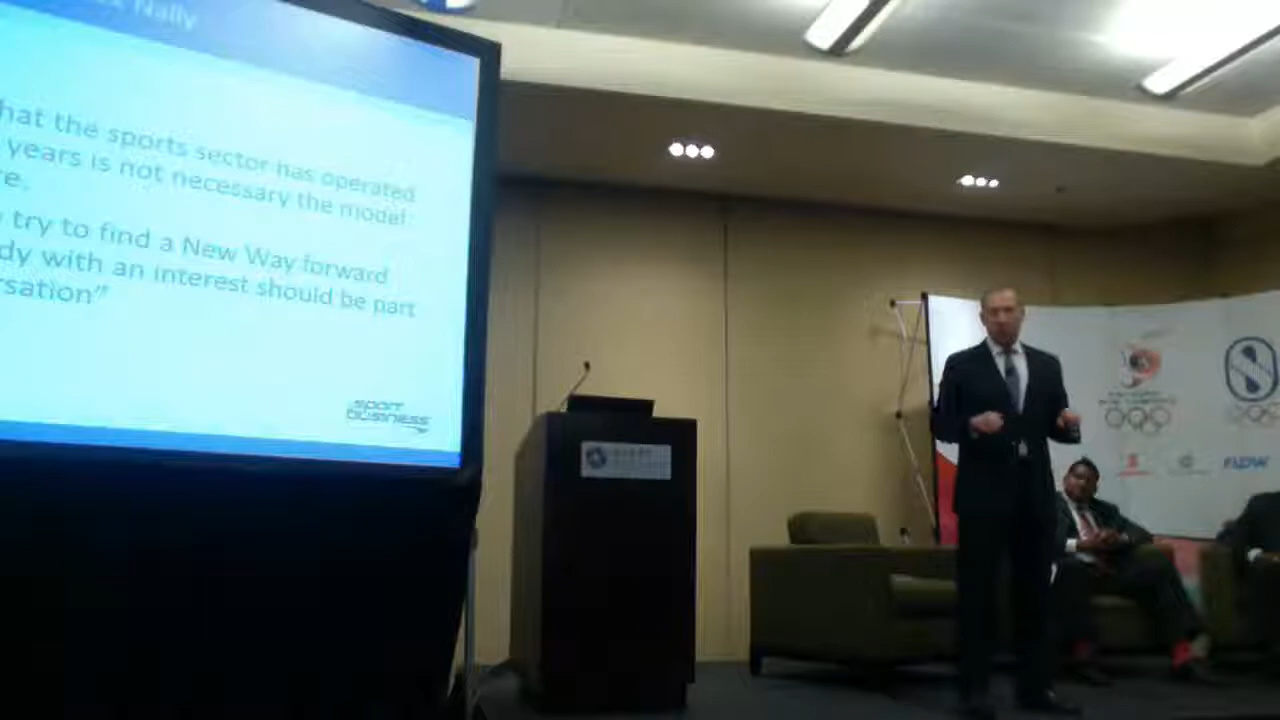 Nally
hat the sports sector has operated
years is not necessary the model
re.
try to find a New Way forward
dy with an interest should be part
rsation”
sport
business
FLOW